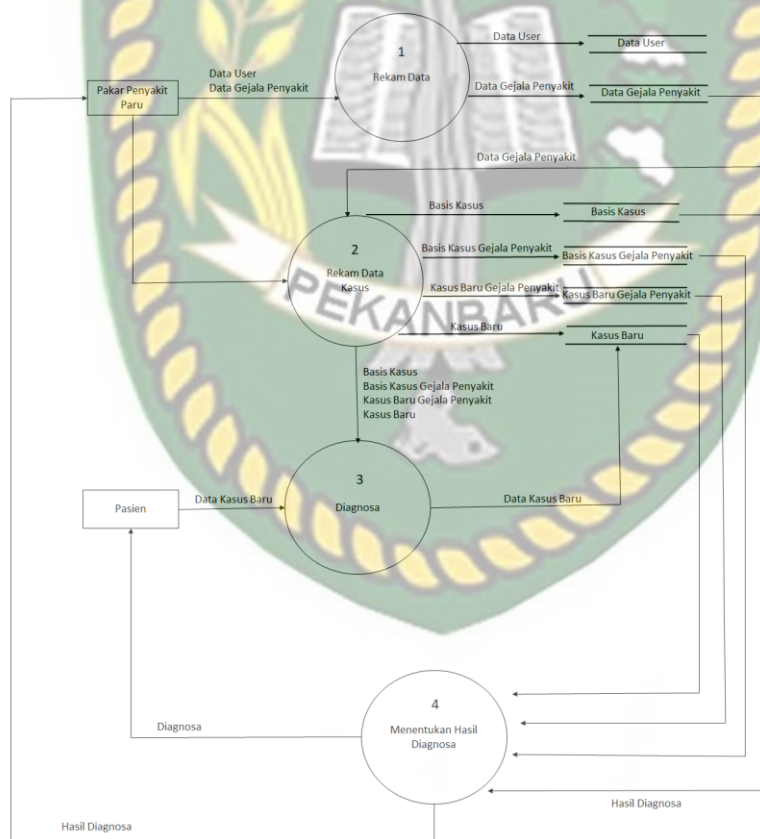 1
Rekam Data
Data User
Data User
Data Gejala Penyakit
Data Gejala Penyakit
Pakar Penyakit
Paru
Data User
Data Gejala Penyakit
Data Gejala Penyakit
2
Rekam Data
Kasus
Basis Kasus
Basis Kasus
Basis Kasus Gejala Penyakit
Basis Kasus Gejala Penyakit
Kasus Baru Gejala Penyakit
Kasus Baru Gejala Penyakit
Kasus Baru
Kasus Baru
PEKANBARU
Basis Kasus
Basis Kasus Gejala Penyakit
Kasus Baru Gejala Penyakit
Kasus Baru
3
Diagnosa
Pasien
Data Kasus Baru
Data Kasus Baru
4
Menentukan Hasil
Diagnosa
Diagnosa
Hasil Diagnosa
Hasil Diagnosa